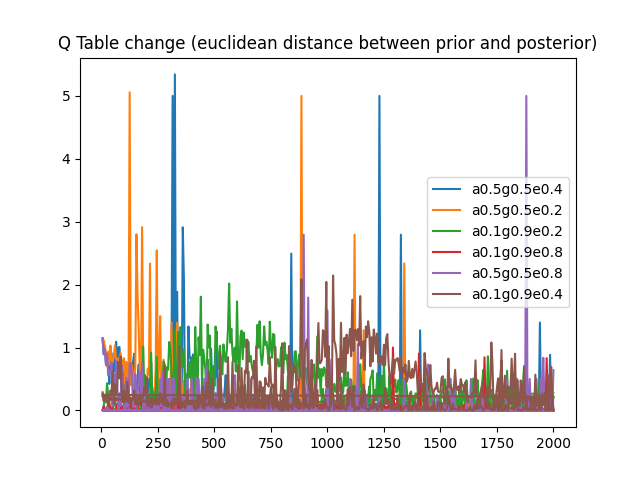 Q Table change (euclidean distance between prior and posterior)
5
4
3
2
1
0
a0.5g0.5e0.4
a0.5g0.5e0.2
a0.1g0.9e0.2
a0.1g0.9e0.8
a0.5g0.5e0.8
a0.1g0.9e0.4
0 250 500 750 1000 1250 1500 1750 2000